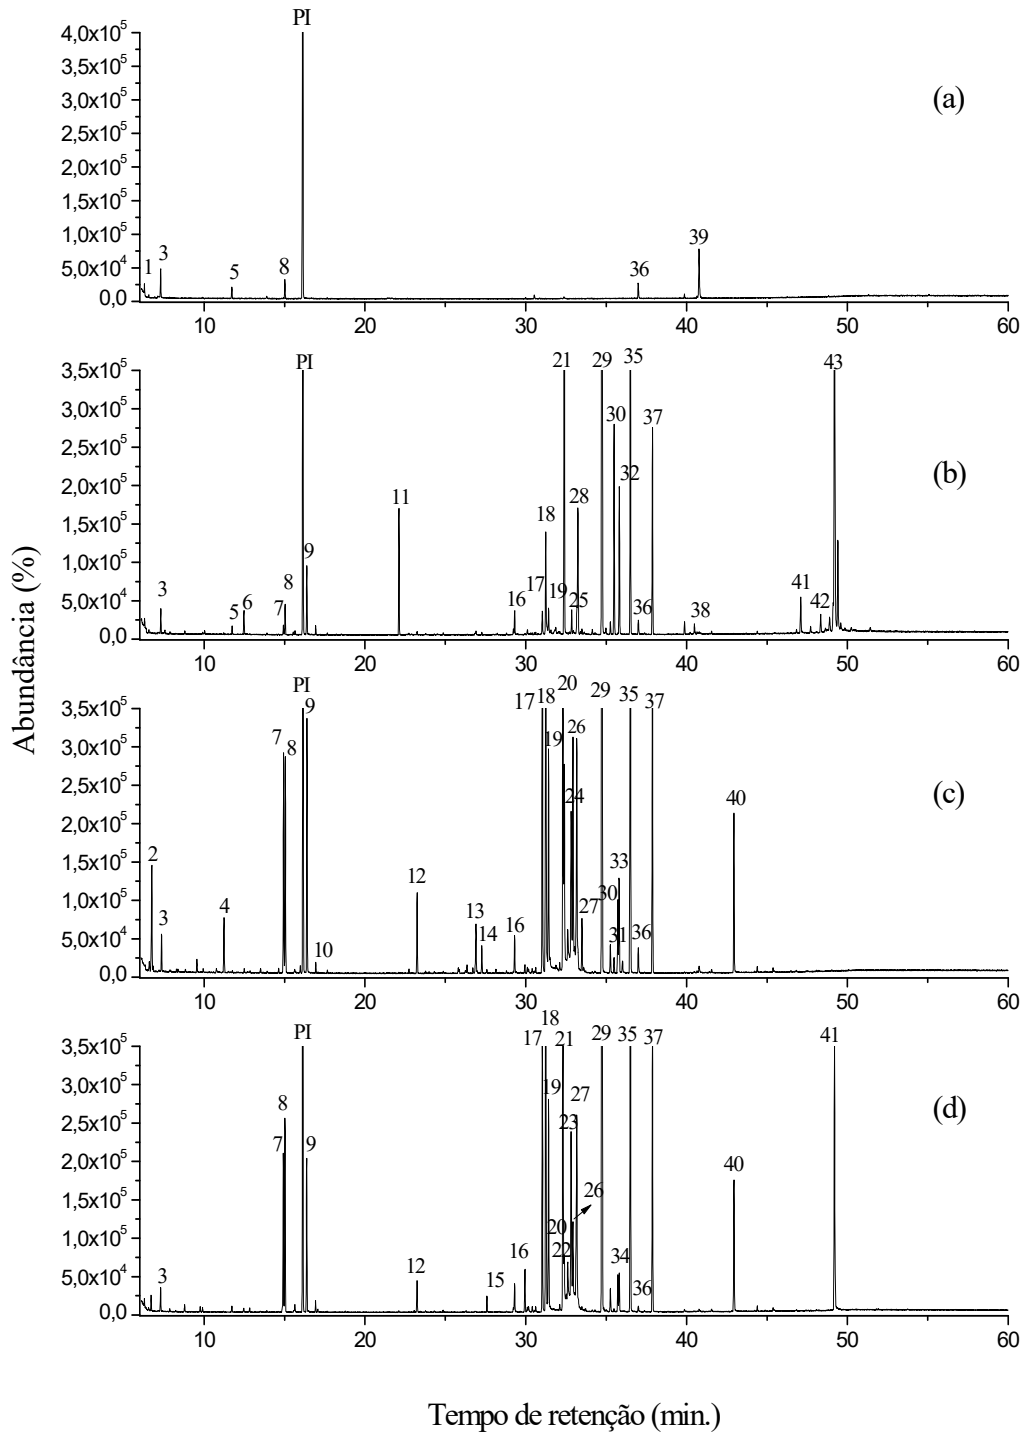 PI
4,0x10⁵
3,5x10⁵
3,0x10⁵
2,5x10⁵
2,0x10⁵
1,5x10⁵
1,0x10⁵
5,0x10⁴
0,0
(a)
1 3 5 8 36 39
10 20 30 40 50 60
PI 21 29 35 43
3,5x10⁵
3,0x10⁵
2,5x10⁵
2,0x10⁵
1,5x10⁵
1,0x10⁵
5,0x10⁴
0,0
(b)
3 5 6 7 8 9 11 16 17 18 19 25 28 30 32 36 37 38 41 42
10 20 30 40 50 60
PI 9 17 18 20 29 35 37
3,5x10⁵
3,0x10⁵
2,5x10⁵
2,0x10⁵
1,5x10⁵
1,0x10⁵
5,0x10⁴
0,0
(c)
2 3 4 7 8 10 12 13 14 16 19 24 26 27 30 31 33 36 40
10 20 30 40 50 60
PI 17 18 21 29 35 37 41
3,5x10⁵
3,0x10⁵
2,5x10⁵
2,0x10⁵
1,5x10⁵
1,0x10⁵
5,0x10⁴
0,0
(d)
3 7 8 9 12 15 16 19 20 22 23 26 27 34 36 40
10 20 30 40 50 60
Abundância (%)
Tempo de retenção (min.)